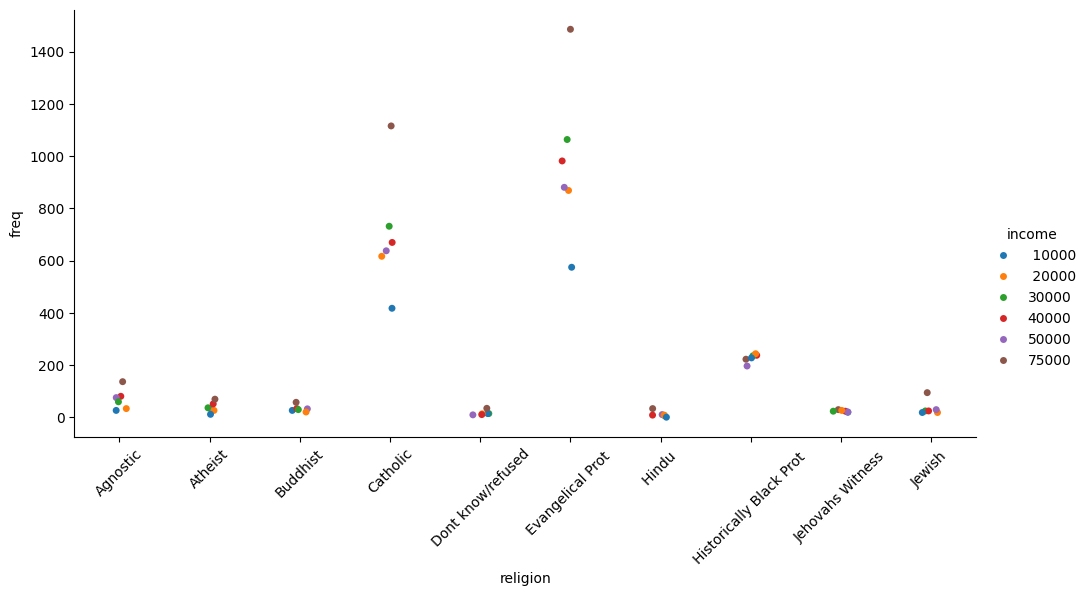 1400
1200
1000
800
600
400
200
0
freq
Agnostic
Atheist
Buddhist
Catholic
Dont know/refused
Evangelical Prot
Hindu
Historically Black Prot
Jehovahs Witness
Jewish
religion
income
10000
20000
30000
40000
50000
75000